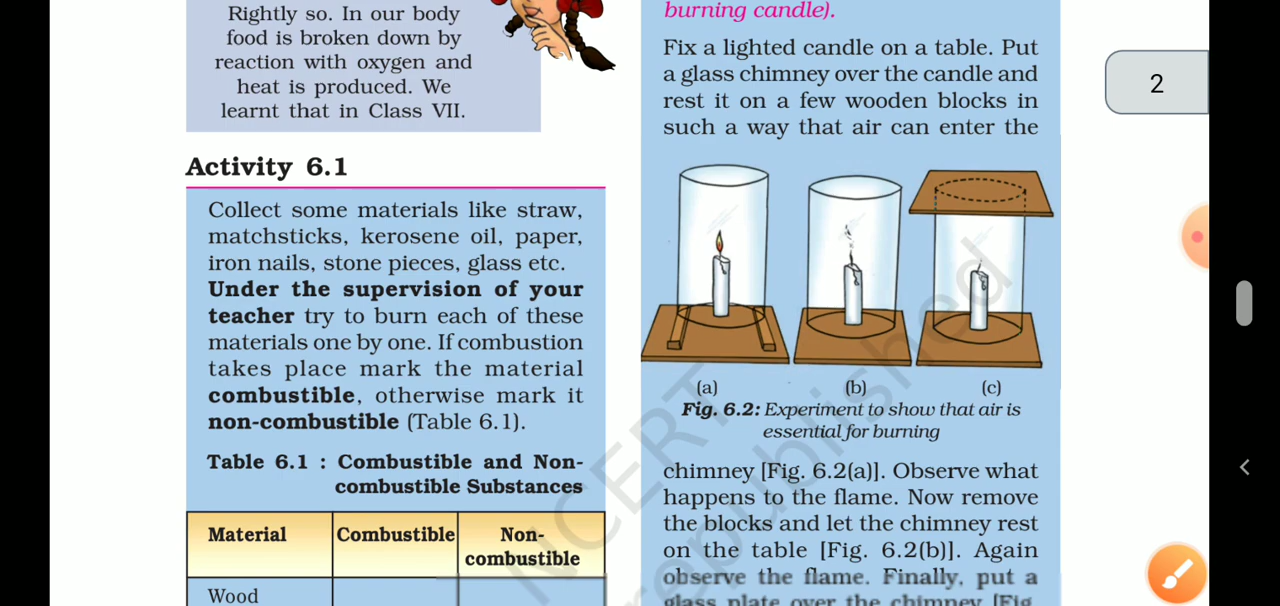 Rightly so. In our body
food is broken down by
reaction with oxygen and
heat is produced. We
learnt that in Class VII.
Activity 6.1
Collect some materials like straw,
matchsticks, kerosene oil, paper,
iron nails, stone pieces, glass etc.
Under the supervision of your
teacher try to burn each of these
materials one by one. If combustion
takes place mark the material
combustible, otherwise mark it
non-combustible (Table 6.1).
Table 6.1 : Combustible and Non-
combustible Substances
Material Combustible Non-
combustible
Wood
burning candle).
Fix a lighted candle on a table. Put
a glass chimney over the candle and
rest it on a few wooden blocks in
such a way that air can enter the
(a) (b) (c)
Fig. 6.2: Experiment to show that air is
essential for burning
chimney [Fig. 6.2(a)]. Observe what
happens to the flame. Now remove
the blocks and let the chimney rest
on the table [Fig. 6.2(b)]. Again
observe the flame. Finally, put a
glass plate over the chimney [Fig.
2
NCERT
republished